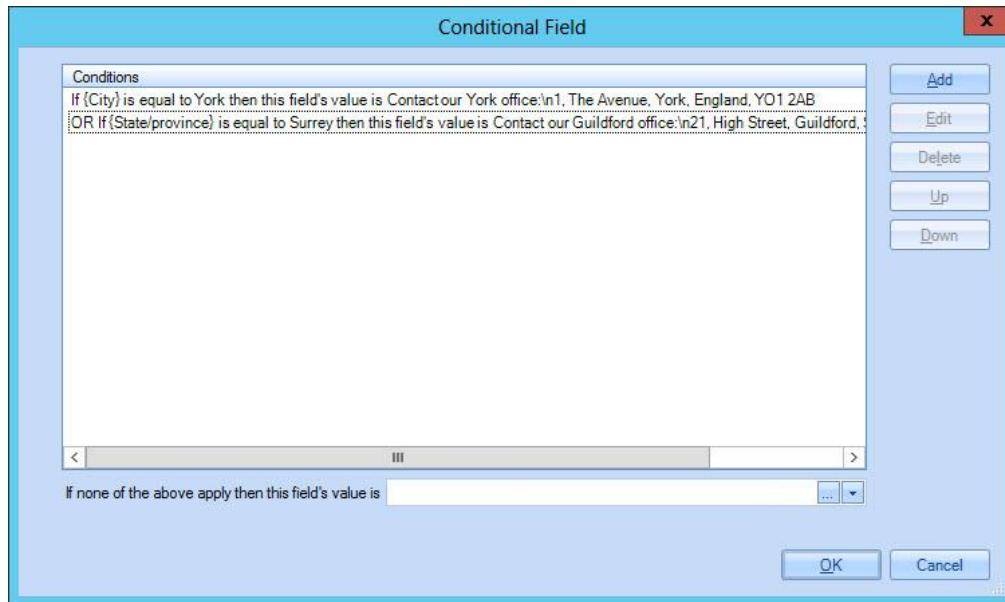 Conditional Field
x
Conditions
If {City} is equal to York then this field's value is Contact our York office:\n1, The Avenue, York, England, YO1 2AB
OR If {State/province} is equal to Surrey then this field's value is Contact our Guildford office:\n21, High Street, Guildford,
Add
Edit
Delete
Up
Down
If none of the above apply then this field's value is
...
OK
Cancel